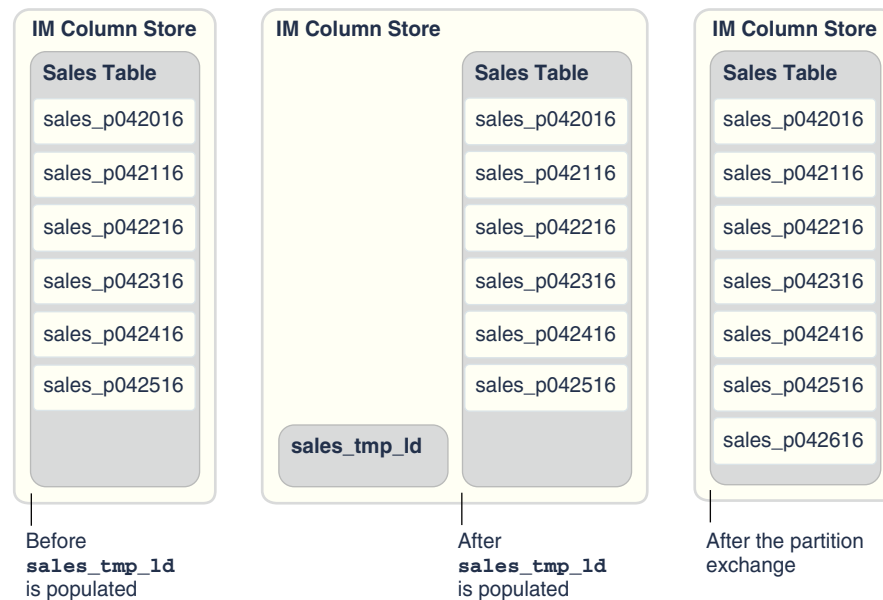 IM Column Store
Sales Table
sales_p042016
sales_p042116
sales_p042216
sales_p042316
sales_p042416
sales_p042516
Before
sales_tmp_ld
is populated
IM Column Store
sales_tmp_ld
Sales Table
sales_p042016
sales_p042116
sales_p042216
sales_p042316
sales_p042416
sales_p042516
After
sales_tmp_ld
is populated
IM Column Store
Sales Table
sales_p042016
sales_p042116
sales_p042216
sales_p042316
sales_p042416
sales_p042516
sales_p042616
After the partition
exchange